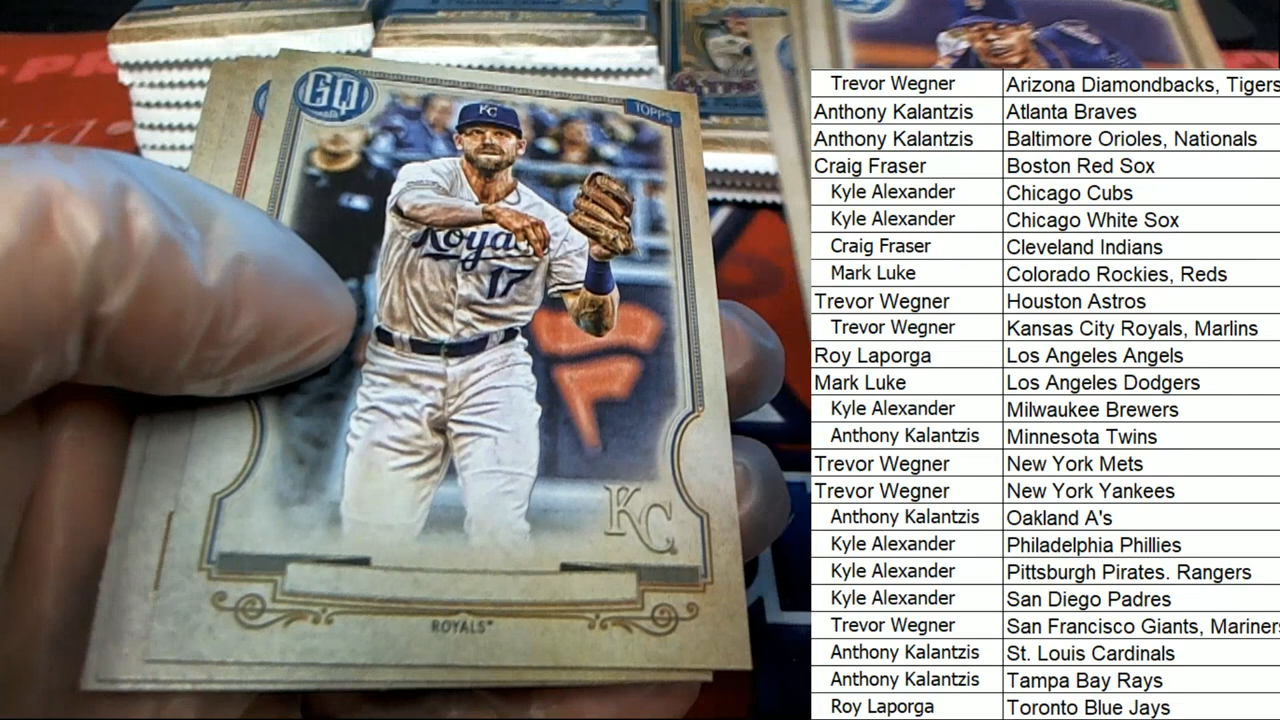 GQ
TOPPS
KC
Royals
17
KC
ROYALS
Trevor Wegner Arizona Diamondbacks, Tigers
Anthony Kalantzis Atlanta Braves
Anthony Kalantzis Baltimore Orioles, Nationals
Craig Fraser Boston Red Sox
Kyle Alexander Chicago Cubs
Kyle Alexander Chicago White Sox
Craig Fraser Cleveland Indians
Mark Luke Colorado Rockies, Reds
Trevor Wegner Houston Astros
Trevor Wegner Kansas City Royals, Marlins
Roy Laporga Los Angeles Angels
Mark Luke Los Angeles Dodgers
Kyle Alexander Milwaukee Brewers
Anthony Kalantzis Minnesota Twins
Trevor Wegner New York Mets
Trevor Wegner New York Yankees
Anthony Kalantzis Oakland A's
Kyle Alexander Philadelphia Phillies
Kyle Alexander Pittsburgh Pirates. Rangers
Kyle Alexander San Diego Padres
Trevor Wegner San Francisco Giants, Mariners
Anthony Kalantzis St. Louis Cardinals
Anthony Kalantzis Tampa Bay Rays
Roy Laporga Toronto Blue Jays